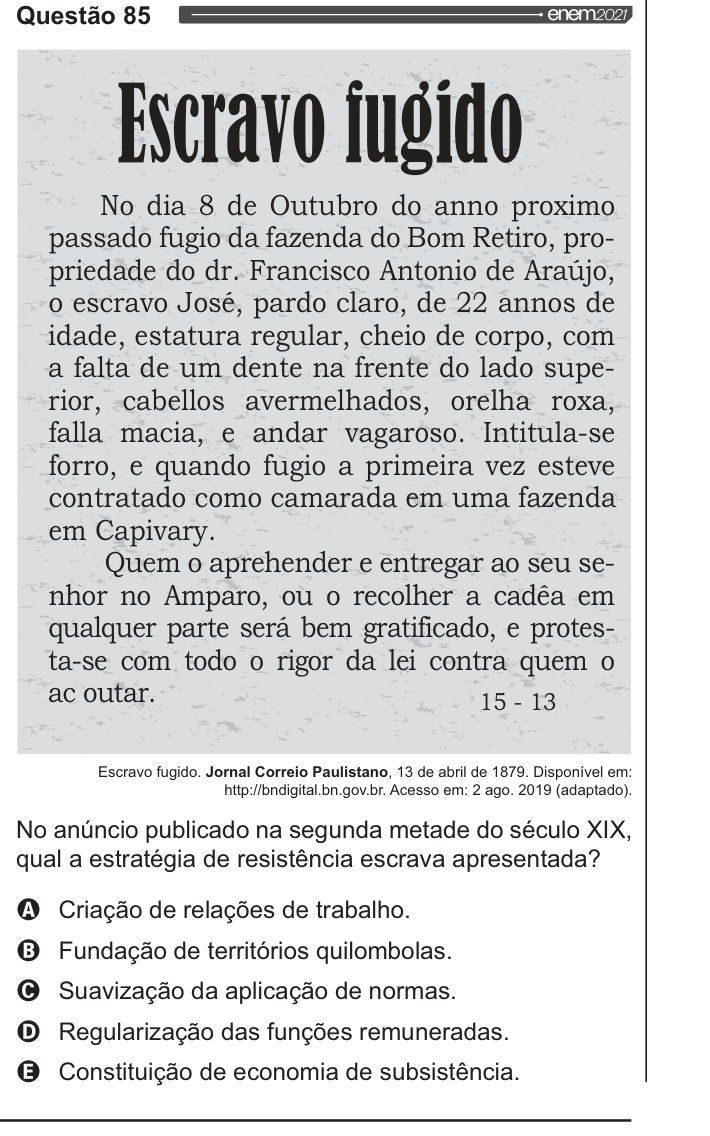 Questão 85
enem2021
Escravo fugido
No dia 8 de Outubro do anno proximo
passado fugio da fazenda do Bom Retiro, pro-
priedade do dr. Francisco Antonio de Araújo,
o escravo José, pardo claro, de 22 annos de
idade, estatura regular, cheio de corpo, com
a falta de um dente na frente do lado supe-
rior, cabellos avermelhados, orelha roxa,
falla macia, e andar vagaroso. Intitula-se
forro, e quando fugio a primeira vez esteve
contratado como camarada em uma fazenda
em Capivary.
Quem o aprehender e entregar ao seu se-
nhor no Amparo, ou o recolher a cadêa em
qualquer parte será bem gratificado, e protes-
ta-se com todo o rigor da lei contra quem o
ac outar.
15 - 13
Escravo fugido. Jornal Correio Paulistano, 13 de abril de 1879. Disponível em:
http://bndigital.bn.gov.br. Acesso em: 2 ago. 2019 (adaptado).
No anúncio publicado na segunda metade do século XIX,
qual a estratégia de resistência escrava apresentada?
A Criação de relações de trabalho.
B Fundação de territórios quilombolas.
C Suavização da aplicação de normas.
D Regularização das funções remuneradas.
E Constituição de economia de subsistência.